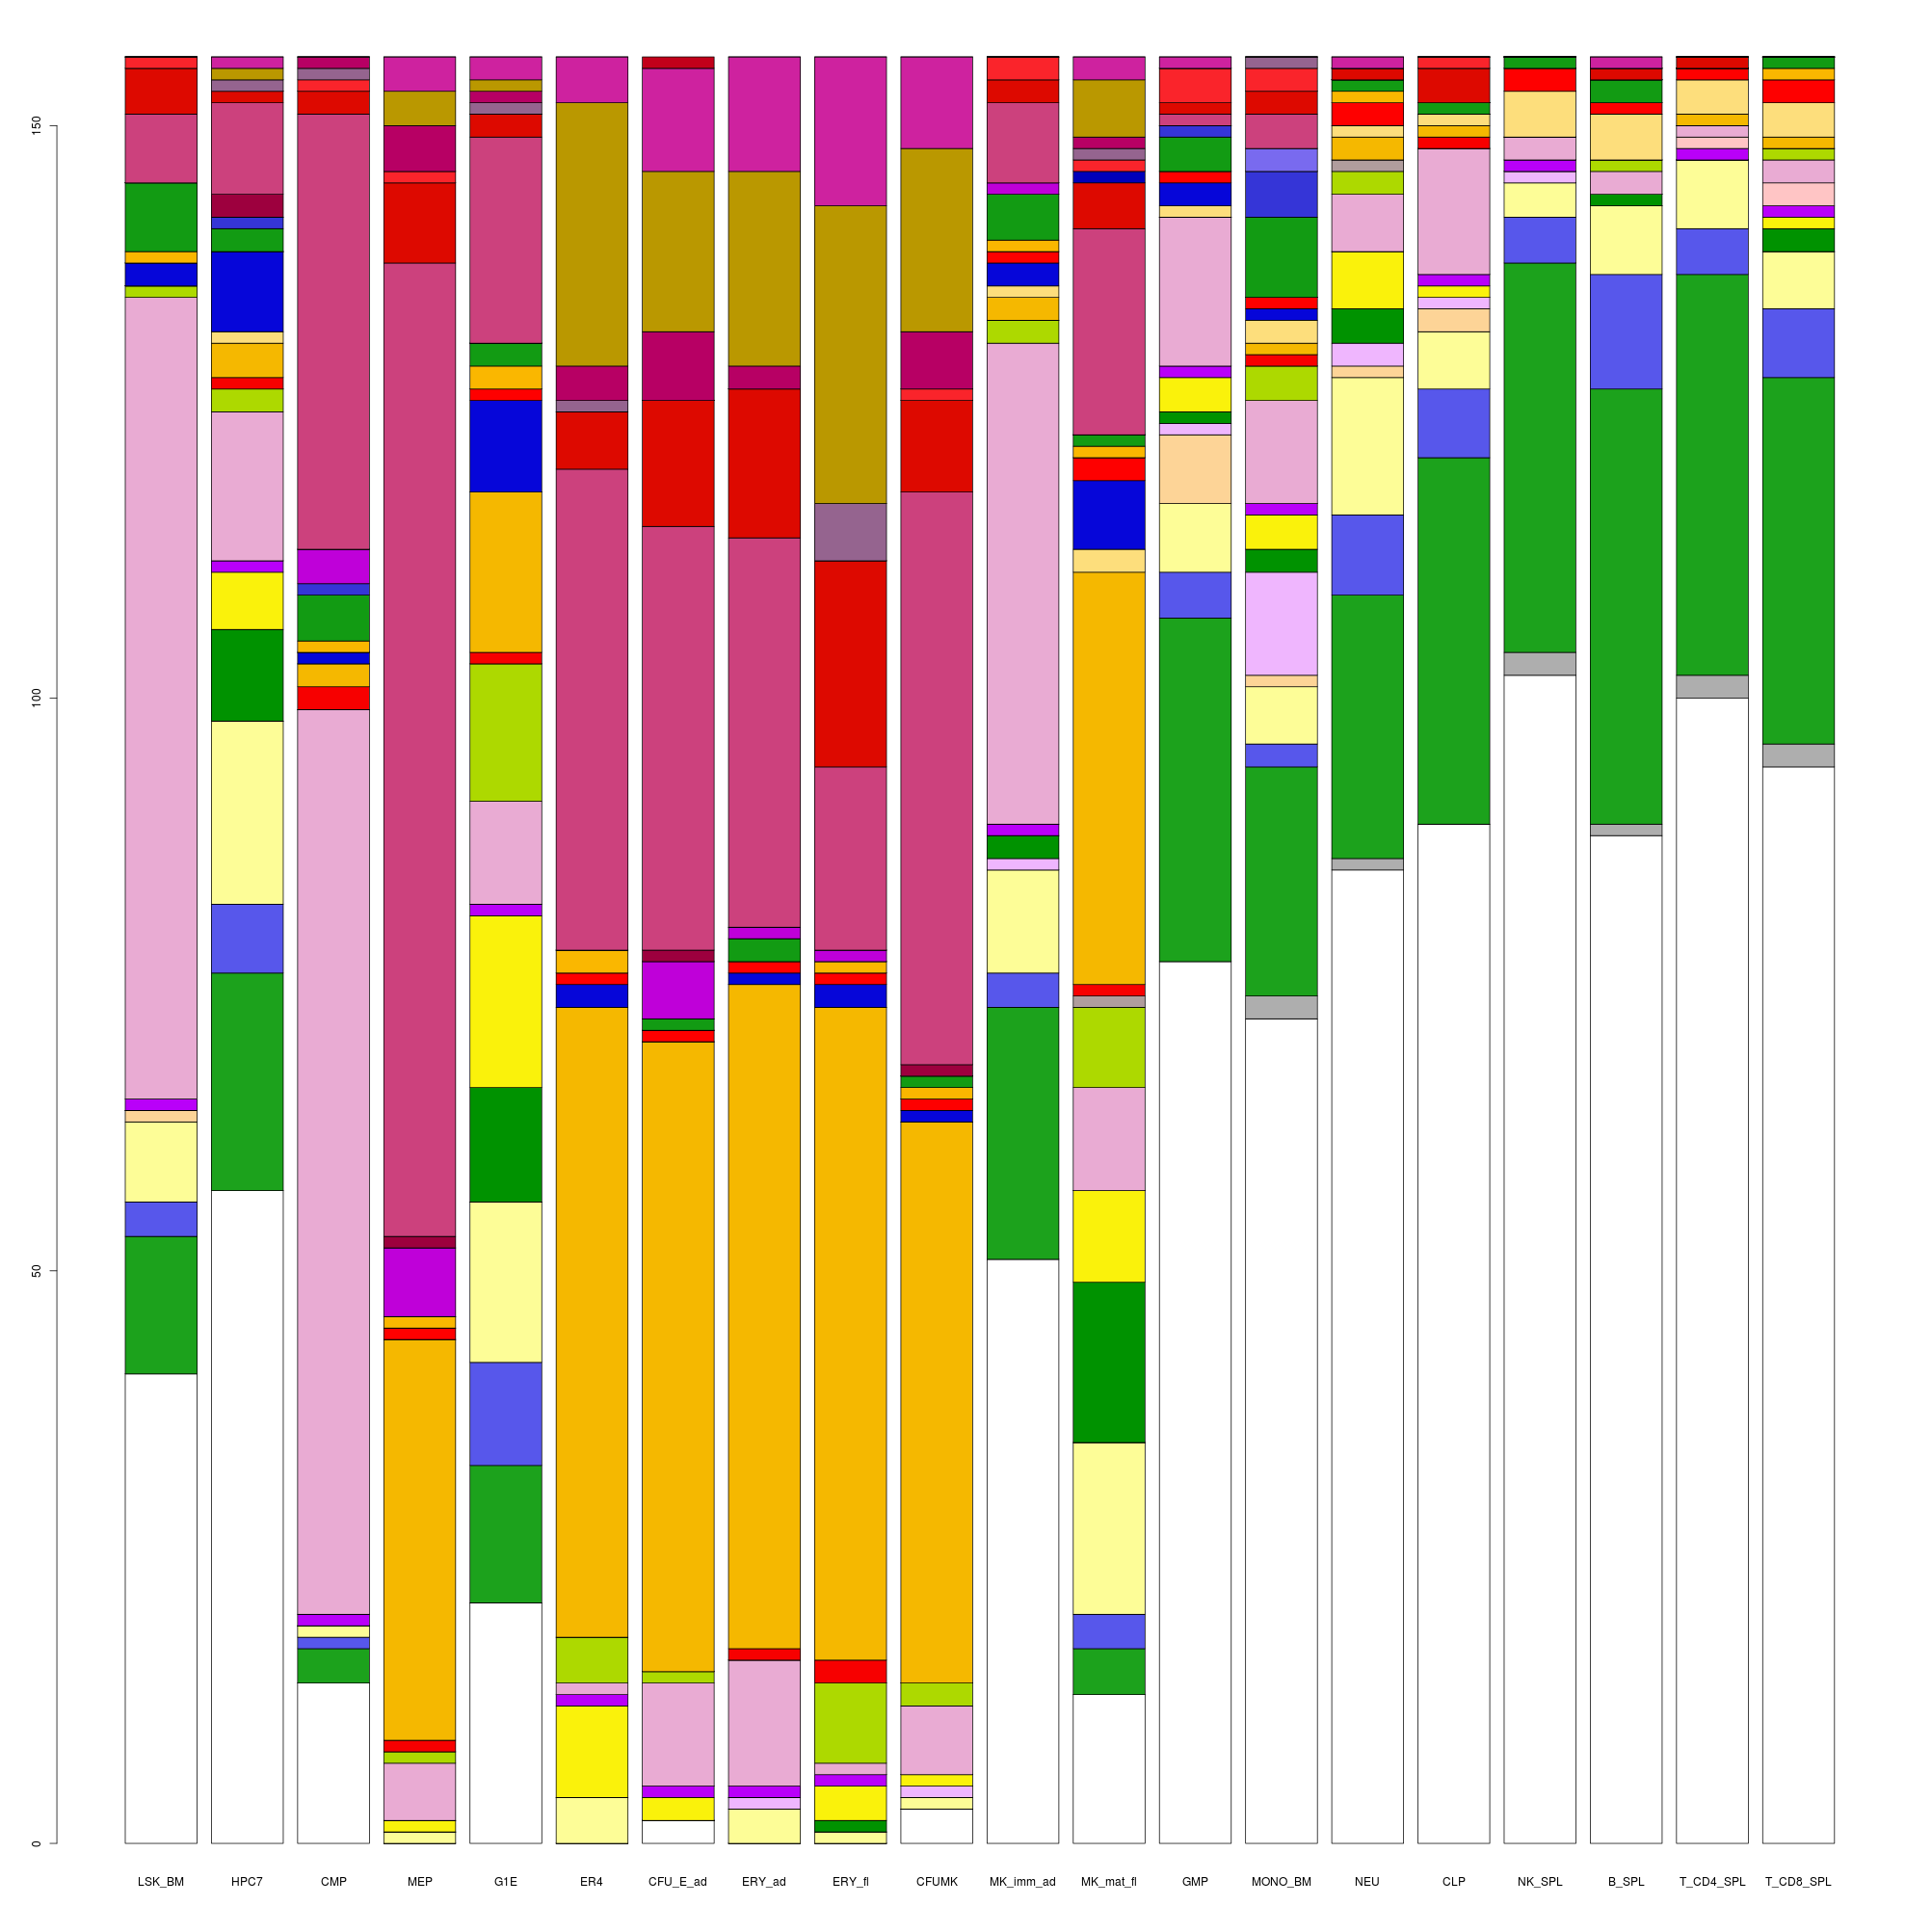 150
100
50
0
LSK_BM HPC7 CMP MEP G1E ER4 CFU_E_ad ERY_ad ERY_fl CFUMK MK_imm_ad MK_mat_fl GMP MONO_BM NEU CLP NK_SPL B_SPL T_CD4_SPL T_CD8_SPL